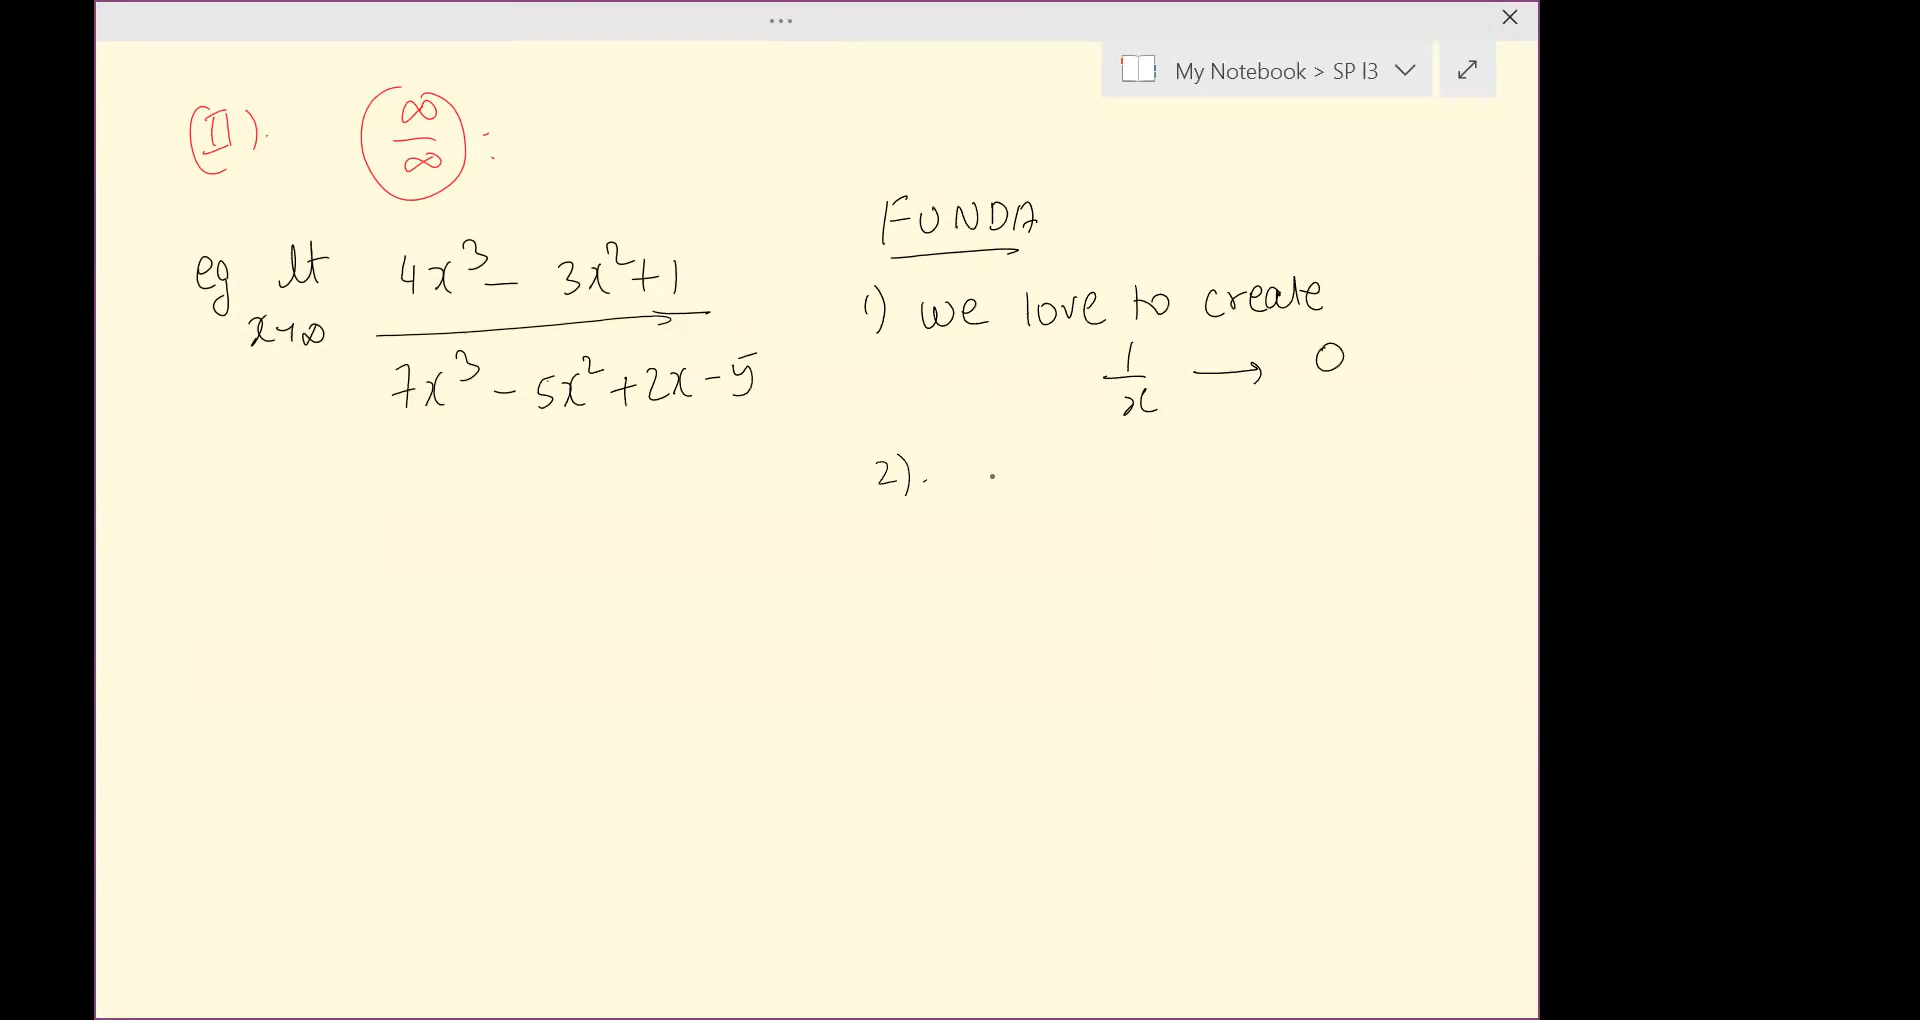 My Notebook > SP l3
(II). ∞/∞ :
eg lt x→∞ (4x³ - 3x² + 1) / (7x³ - 5x² + 2x - 5)
FUNDA
1) we love to create
1/x → 0
2).